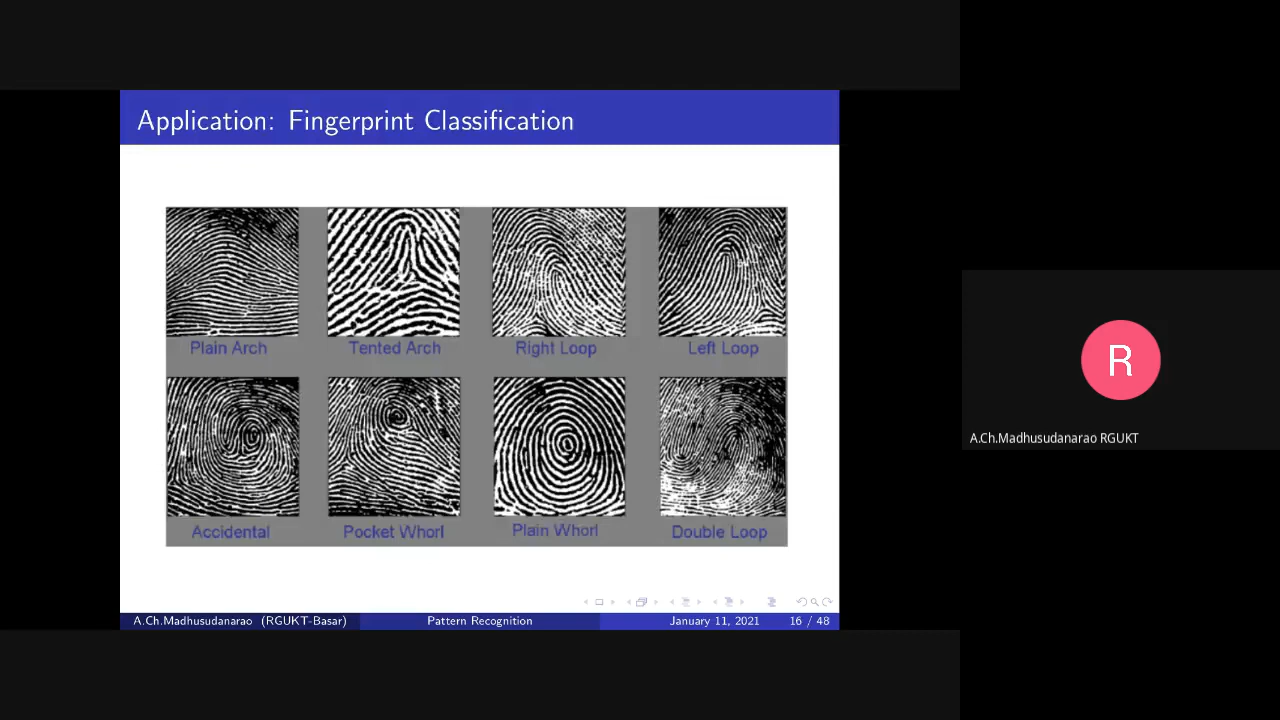 Application: Fingerprint Classification
Plain Arch Tented Arch Right Loop Left Loop
Accidental Pocket Whorl Plain Whorl Double Loop
A.Ch.Madhusudanarao (RGUKT-Basar) Pattern Recognition January 11, 2021 16 / 48
R
A.Ch.Madhusudanarao RGUKT